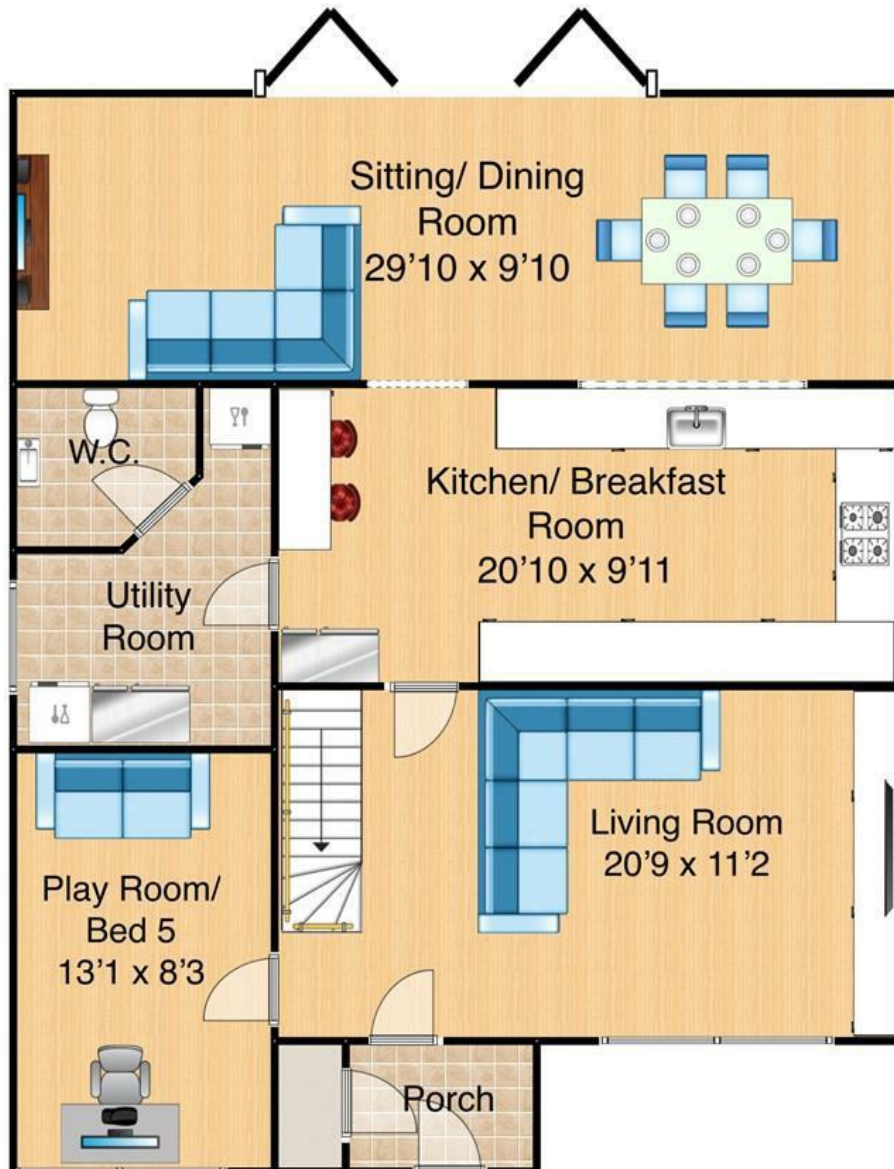 Sitting/ Dining
Room
29'10 x 9'10
W.C.
Kitchen/ Breakfast
Room
20'10 x 9'11
Utility
Room
Living Room
20'9 x 11'2
Play Room/
Bed 5
13'1 x 8'3
Porch